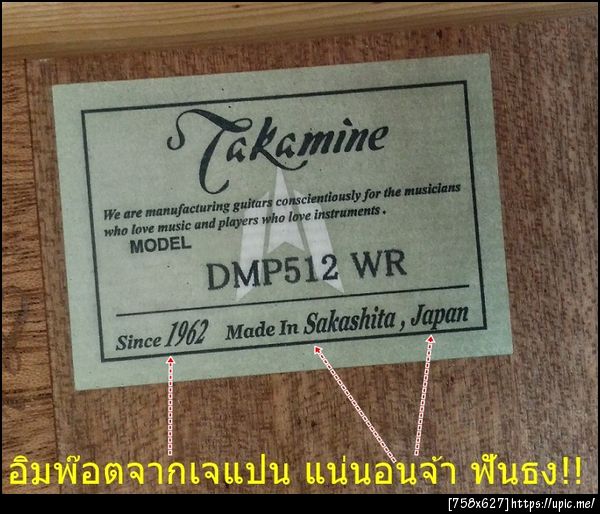 Takamine
We are manufacturing guitars conscientiously for the musicians
who love music and players who love instruments .
MODEL
DMP512 WR
Since 1962 Made In Sakashita , Japan
อิมพ๊อตจากเจแปน แน่นอนจ้า ฟันธง!!
[758x627]https://upic.me/